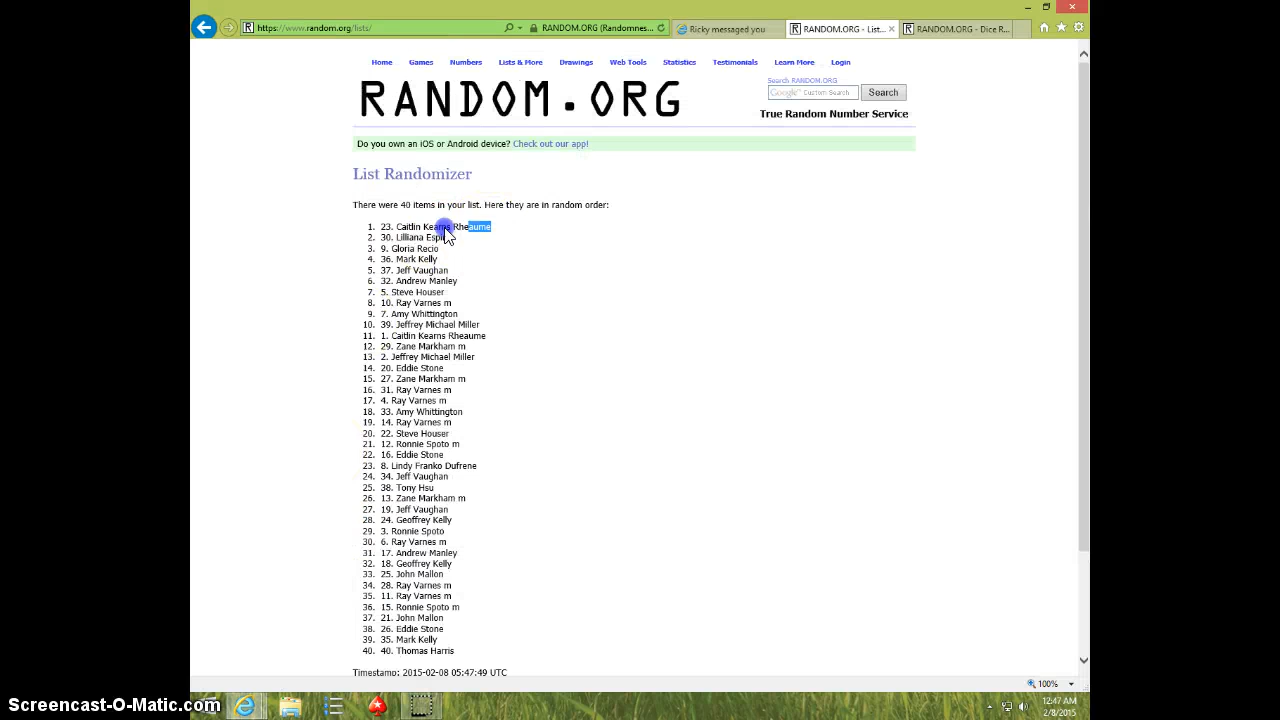 https://www.random.org/lists/
RANDOM.ORG (Randomnes...
Ricky messaged you
RANDOM.ORG - List...
RANDOM.ORG - Dice R...
Home Games Numbers Lists & More Drawings Web Tools Statistics Testimonials Learn More Login
RANDOM.ORG
Search RANDOM.ORG
Google Custom Search Search
True Random Number Service
Do you own an iOS or Android device? Check out our app!
List Randomizer
There were 40 items in your list. Here they are in random order:
1. 23. Caitlin Kearns Rheaume
2. 30. Lilliana
3. 9. Gloria Recio
4. 36. Mark Kelly
5. 37. Jeff Vaughan
6. 32. Andrew Manley
7. 5. Steve Houser
8. 10. Ray Varnes m
9. 7. Amy Whittington
10. 39. Jeffrey Michael Miller
11. 1. Caitlin Kearns Rheaume
12. 29. Zane Markham m
13. 2. Jeffrey Michael Miller
14. 20. Eddie Stone
15. 27. Zane Markham m
16. 31. Ray Varnes m
17. 4. Ray Varnes m
18. 33. Amy Whittington
19. 14. Ray Varnes m
20. 22. Steve Houser
21. 12. Ronnie Spoto m
22. 16. Eddie Stone
23. 8. Lindy Franko Dufrene
24. 34. Jeff Vaughan
25. 38. Tony Hsu
26. 13. Zane Markham m
27. 19. Jeff Vaughan
28. 24. Geoffrey Kelly
29. 3. Ronnie Spoto
30. 6. Ray Varnes m
31. 17. Andrew Manley
32. 18. Geoffrey Kelly
33. 25. John Mallon
34. 28. Ray Varnes m
35. 11. Ray Varnes m
36. 15. Ronnie Spoto m
37. 21. John Mallon
38. 26. Eddie Stone
39. 35. Mark Kelly
40. 40. Thomas Harris
Timestamp: 2015-02-08 05:47:49 UTC
100%
12:47 AM
2/8/2015
Screencast-O-Matic.com